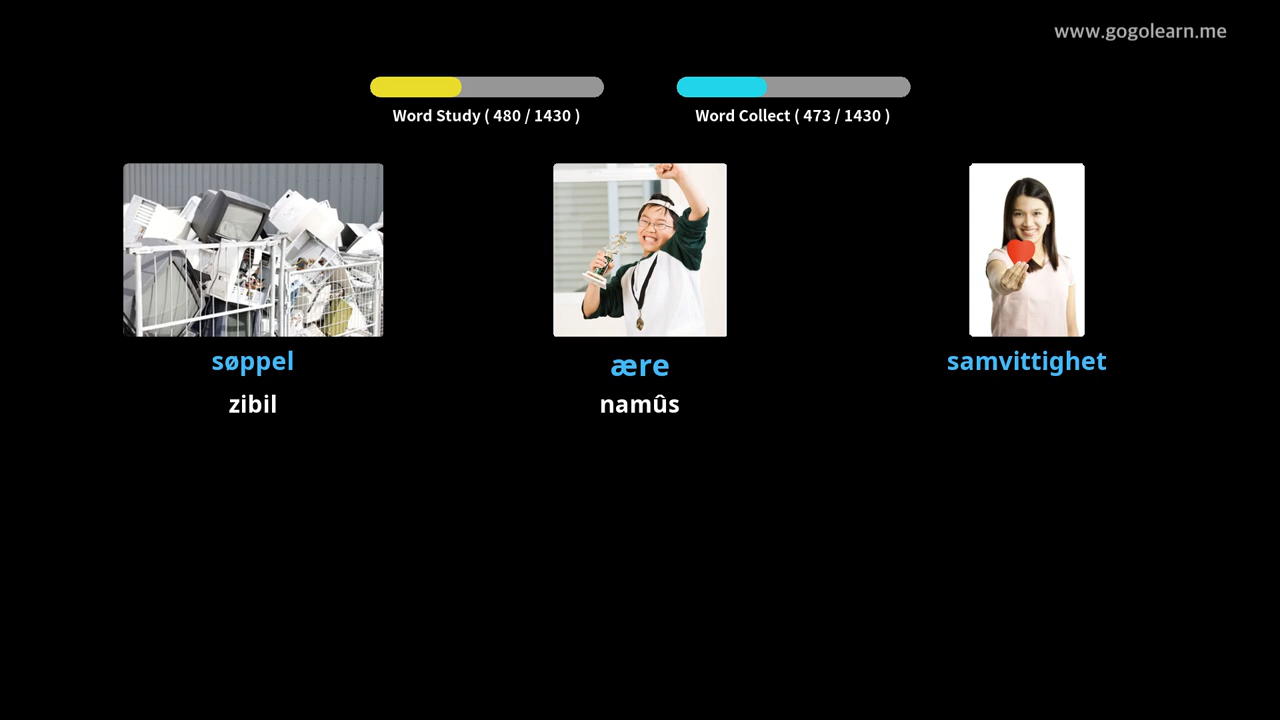 www.gogolearn.me
Word Study ( 480 / 1430 )
Word Collect ( 473 / 1430 )
søppel
ære
samvittighet
zibil
namûs